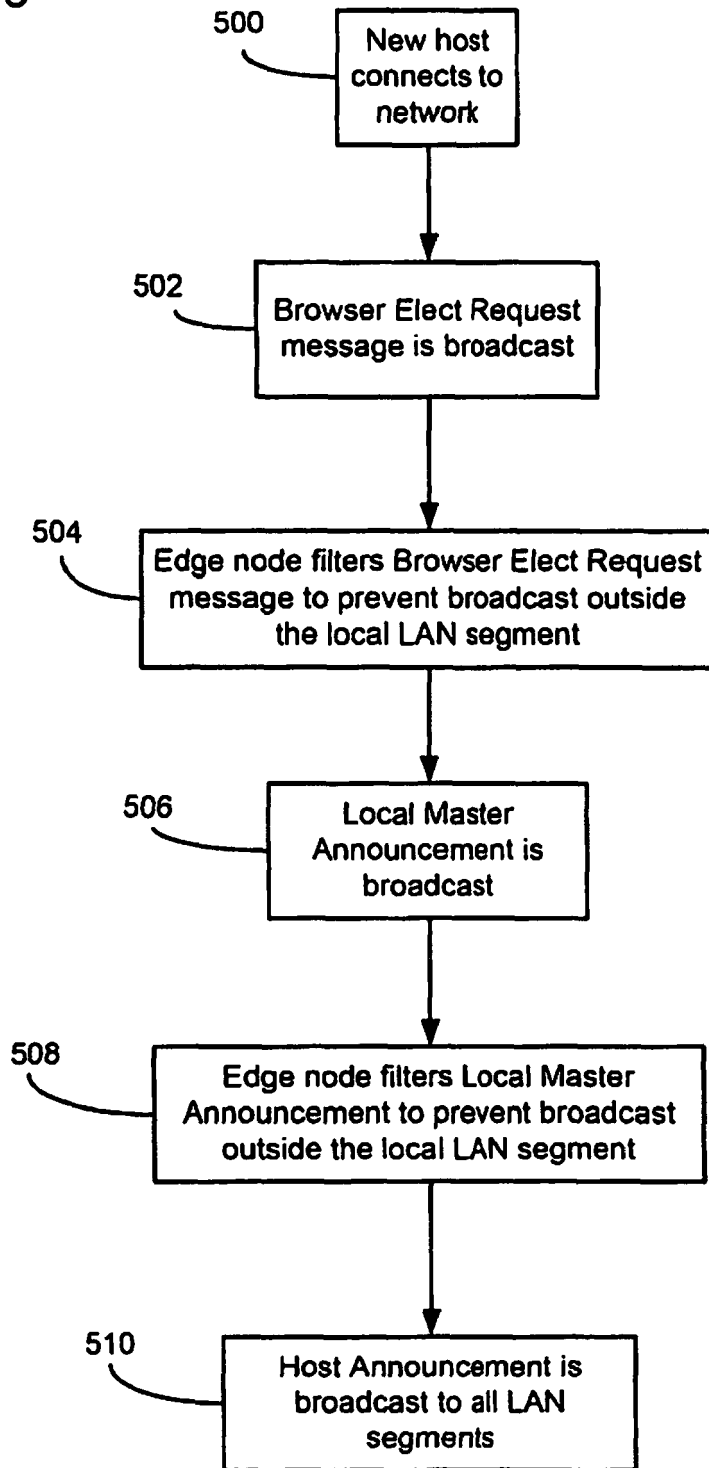 500
New host
connects to
network
502
Browser Elect Request
message is broadcast
504
Edge node filters Browser Elect Request
message to prevent broadcast outside
the local LAN segment
506
Local Master
Announcement is
broadcast
508
Edge node filters Local Master
Announcement to prevent broadcast
outside the local LAN segment
510
Host Announcement is
broadcast to all LAN
segments